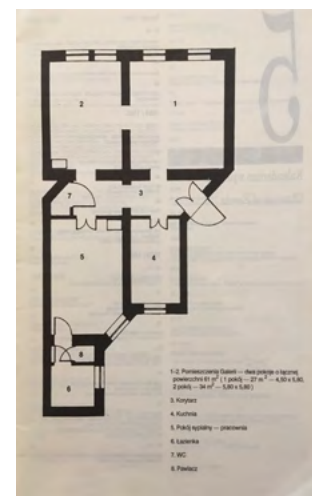 2
1
7
3
5
4
8
6
1–2. Pomieszczenia Galerii — dwa pokoje o łącznej
powierzchni 61 m² ( 1 pokój — 27 m² — 4,50 x 5,80,
2 pokój — 34 m² — 5,80 x 5,80 )
3. Korytarz
4. Kuchnia
5. Pokój sypialny — pracownia
6. Łazienka
7. WC
8. Pawlacz